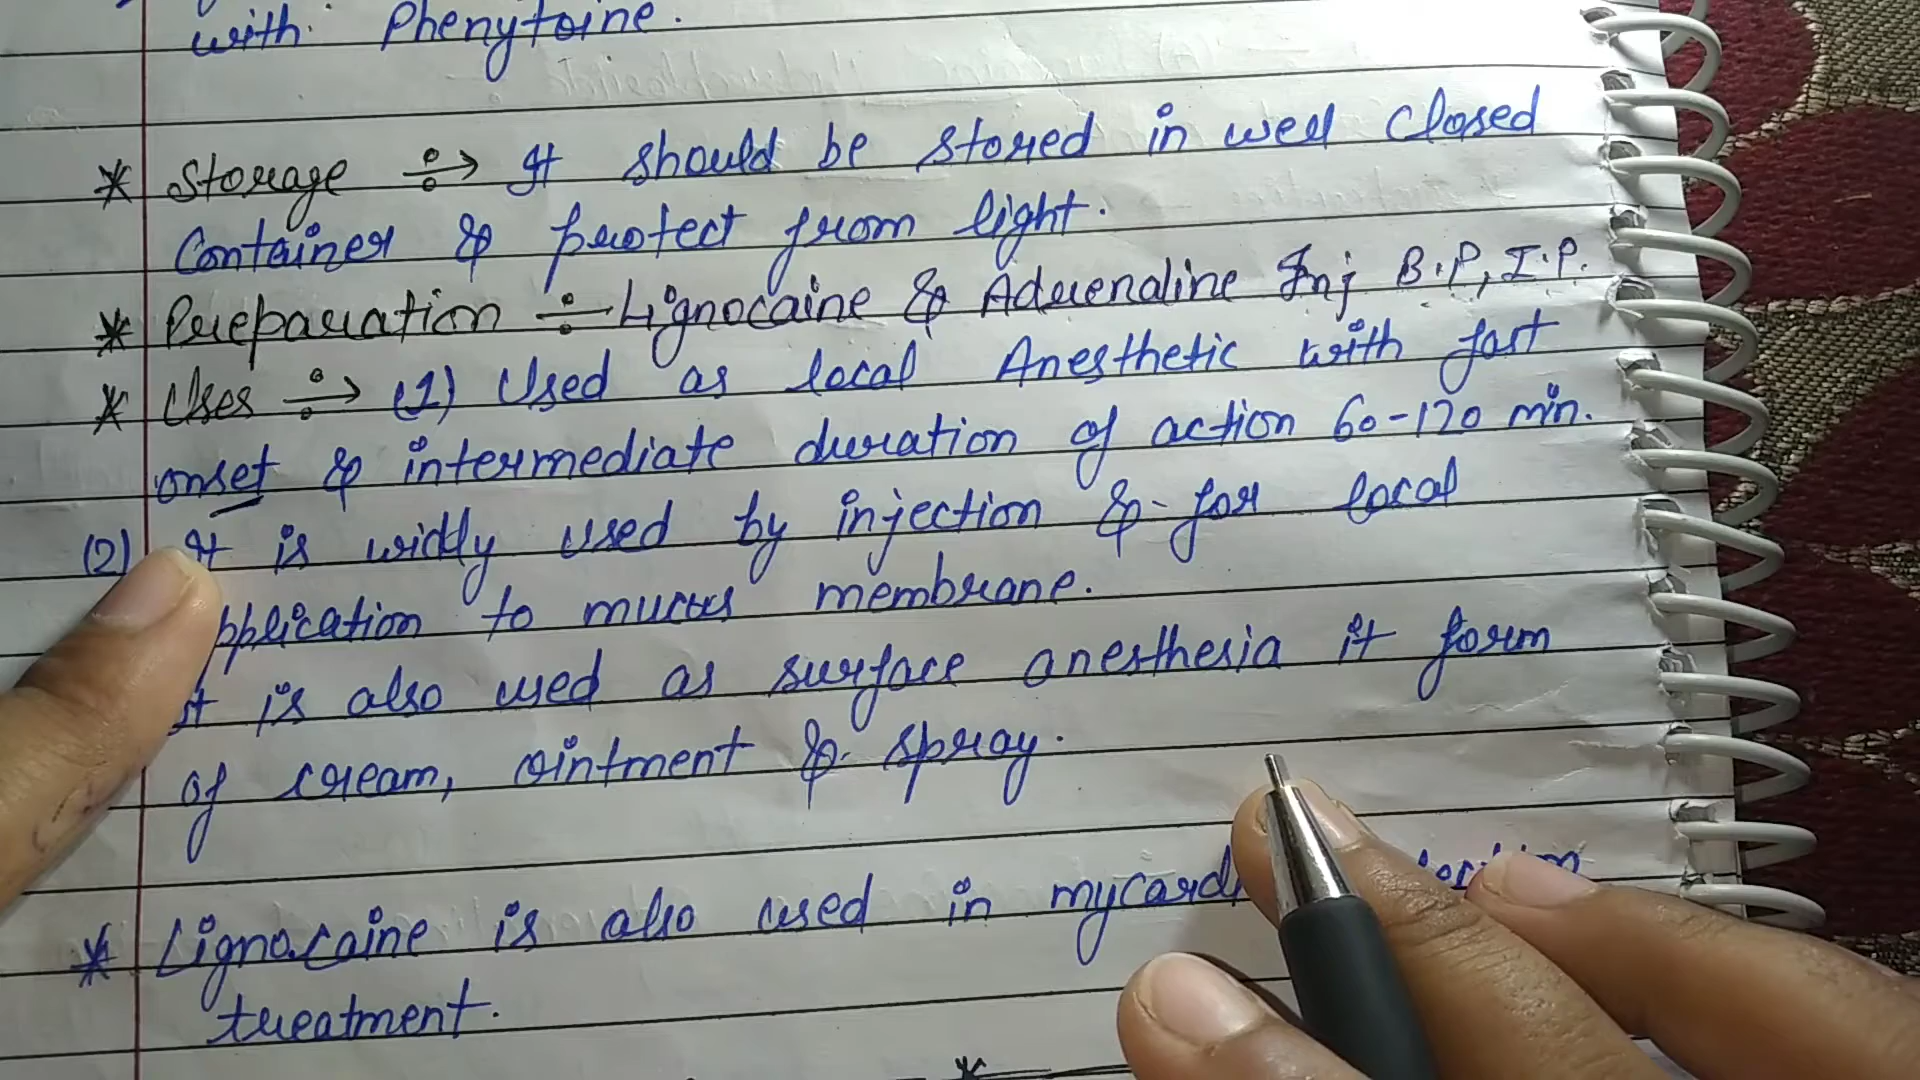 with Phenytoine.
* Storage ÷→ It should be stored in well closed
Container & protect from light.
* Preparation ÷ Lignocaine & Adrenaline Inj B.P, I.P.
* Uses ÷→ (1) Used as local Anesthetic with fast
onset & intermediate duration of action 60-120 min.
(2) It is widly used by injection & for local
pplication to mucus membrane.
It is also used as surface anesthesia it form
of cream, ointment & spray.
* Lignocaine is also used in mycard
treatment.